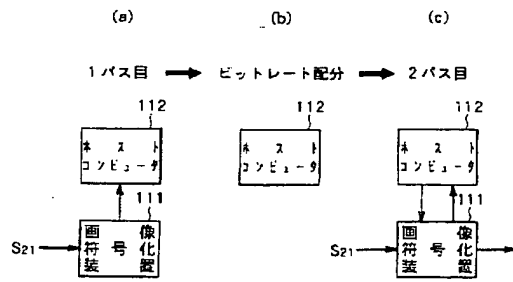 (a) (b) (c)
1パス目 ➡ ビットレート配分 ➡ 2パス目
112 112
ホスト ホスト ホスト
コンピュータ コンピュータ コンピュータ
111 111
画像 画像
S21 符号化 S21 符号化
装置 装置